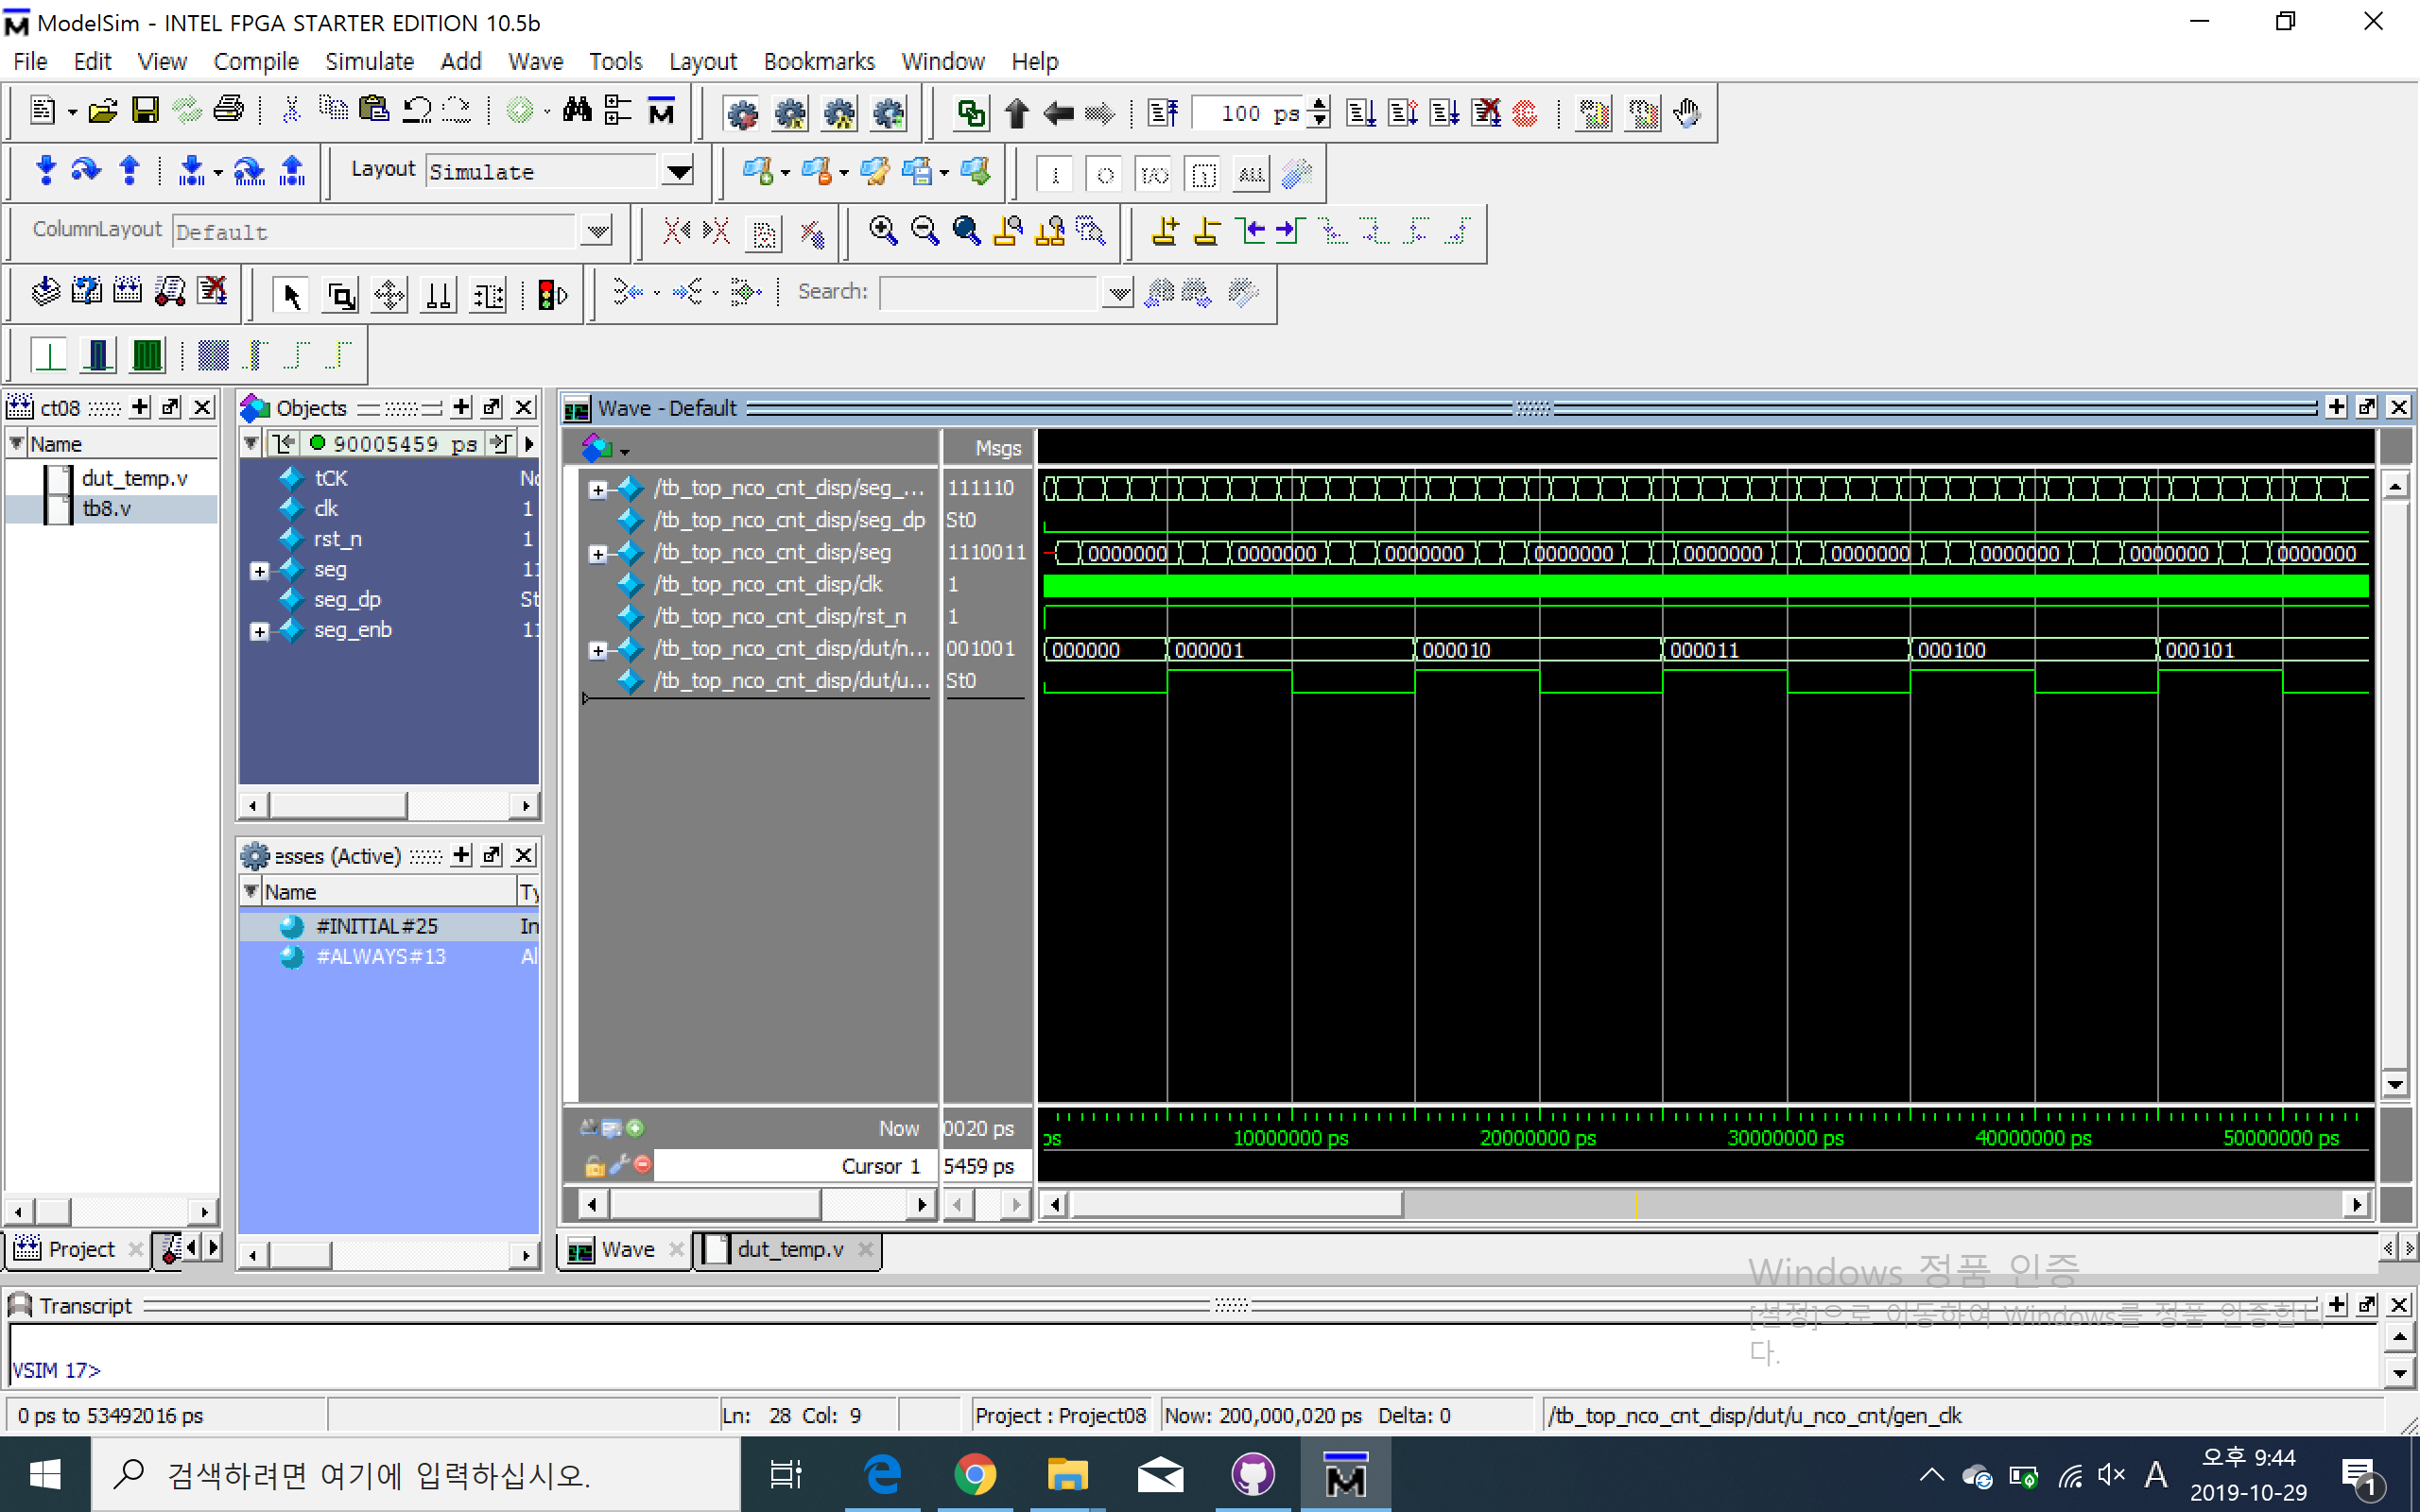 ModelSim - INTEL FPGA STARTER EDITION 10.5b
File Edit View Compile Simulate Add Wave Tools Layout Bookmarks Window Help
100 ps
Layout Simulate
I O I/O ALL
ColumnLayout Default
Search:
ct08
Name
dut_temp.v
tb8.v
Project
Objects
90005459 ps
tCK No
clk 1
rst_n 1
seg 11
seg_dp St
seg_enb 11
esses (Active)
Name Ty
#INITIAL#25 In
#ALWAYS#13 Al
Wave - Default
Msgs
/tb_top_nco_cnt_disp/seg_... 111110
/tb_top_nco_cnt_disp/seg_dp St0
/tb_top_nco_cnt_disp/seg 1110011 0000000 0000000 0000000 0000000 0000000 0000000 0000000 0000000 0000000
/tb_top_nco_cnt_disp/clk 1
/tb_top_nco_cnt_disp/rst_n 1
/tb_top_nco_cnt_disp/dut/n... 001001 000000 000001 000010 000011 000100 000101
/tb_top_nco_cnt_disp/dut/u... St0
Now 0020 ps ps 10000000 ps 20000000 ps 30000000 ps 40000000 ps 50000000 ps
Cursor 1 5459 ps
Wave dut_temp.v
Windows 정품 인증
[설정]으로 이동하여 Windows를 정품 인증합니
다.
Transcript
VSIM 17>
0 ps to 53492016 ps Ln: 28 Col: 9 Project : Project08 Now: 200,000,020 ps Delta: 0 /tb_top_nco_cnt_disp/dut/u_nco_cnt/gen_clk
검색하려면 여기에 입력하십시오.
A
오후 9:44
2019-10-29
1